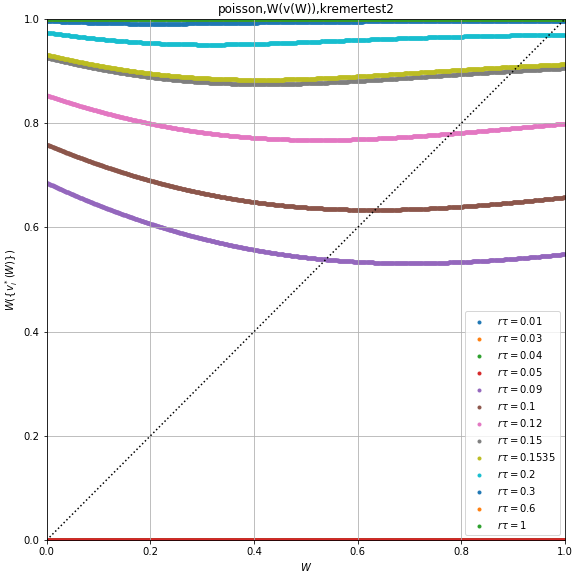 poisson,W(v(W)),kremertest2
W({v_i^*(W)})
1.0
0.8
0.6
0.4
0.2
0.0
0.0 0.2 0.4 0.6 0.8 1.0
W
rτ = 0.01
rτ = 0.03
rτ = 0.04
rτ = 0.05
rτ = 0.09
rτ = 0.1
rτ = 0.12
rτ = 0.15
rτ = 0.1535
rτ = 0.2
rτ = 0.3
rτ = 0.6
rτ = 1